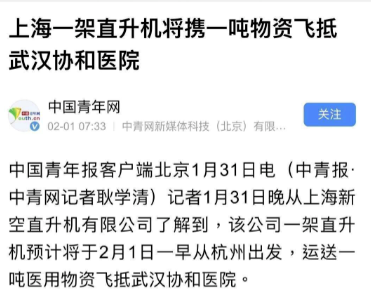 上海一架直升机将携一吨物资飞抵
武汉协和医院
中国青年网
02-01 07:33 中青网新媒体科技（北京）有限...
关注
中国青年报客户端北京1月31日电（中青报·
中青网记者耿学清）记者1月31日晚从上海新
空直升机有限公司了解到，该公司一架直升
机预计将于2月1日一早从杭州出发，运送一
吨医用物资飞抵武汉协和医院。